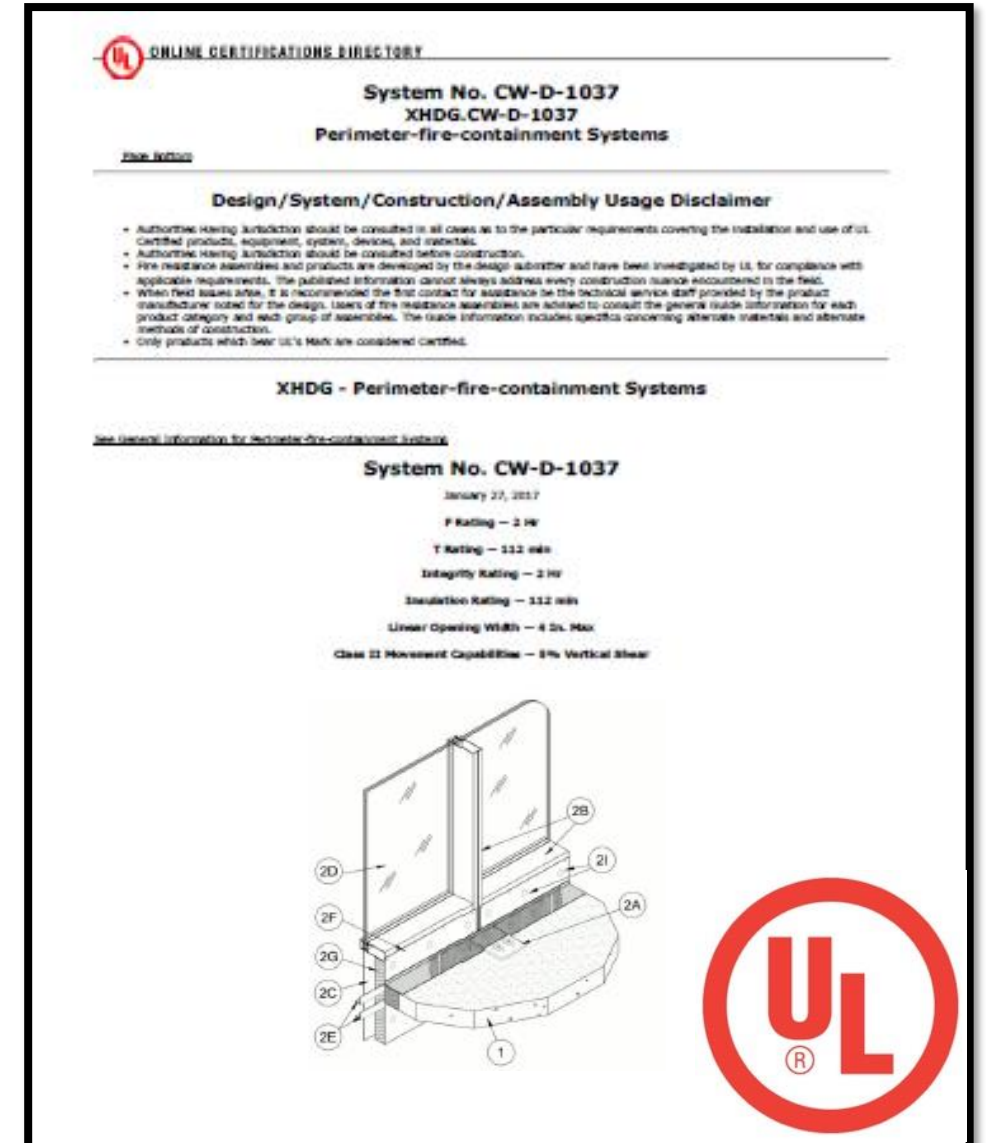 UL ONLINE CERTIFICATIONS DIRECTORY
System No. CW-D-1037
XHDG.CW-D-1037
Perimeter-fire-containment Systems
Page Bottom
Design/System/Construction/Assembly Usage Disclaimer
• Authorities Having Jurisdiction should be consulted in all cases as to the particular requirements covering the installation and use of UL
Certified products, equipment, system, devices, and materials.
• Authorities Having Jurisdiction should be consulted before construction.
• Fire resistance assemblies and products are developed by the design submitter and have been investigated by UL for compliance with
applicable requirements. The published information cannot always address every construction nuance encountered in the field.
• When field issues arise, it is recommended the first contact for assistance be the technical service staff provided by the product
manufacturer noted for the design. Users of fire resistance assemblies are advised to consult the general Guide Information for each
product category and each group of assemblies. The Guide Information includes specifics concerning alternate materials and alternate
methods of construction.
• Only products which bear UL's Mark are considered Certified.
XHDG - Perimeter-fire-containment Systems
See General Information for Perimeter-fire-containment Systems
System No. CW-D-1037
January 27, 2017
F Rating — 2 Hr
T Rating — 112 min
Integrity Rating — 2 Hr
Insulation Rating — 112 min
Linear Opening Width — 4 In. Max
Class II Movement Capabilities — 5% Vertical Shear
2B
2I
2D
2A
2F
2G
2C
2E
1
UL
®